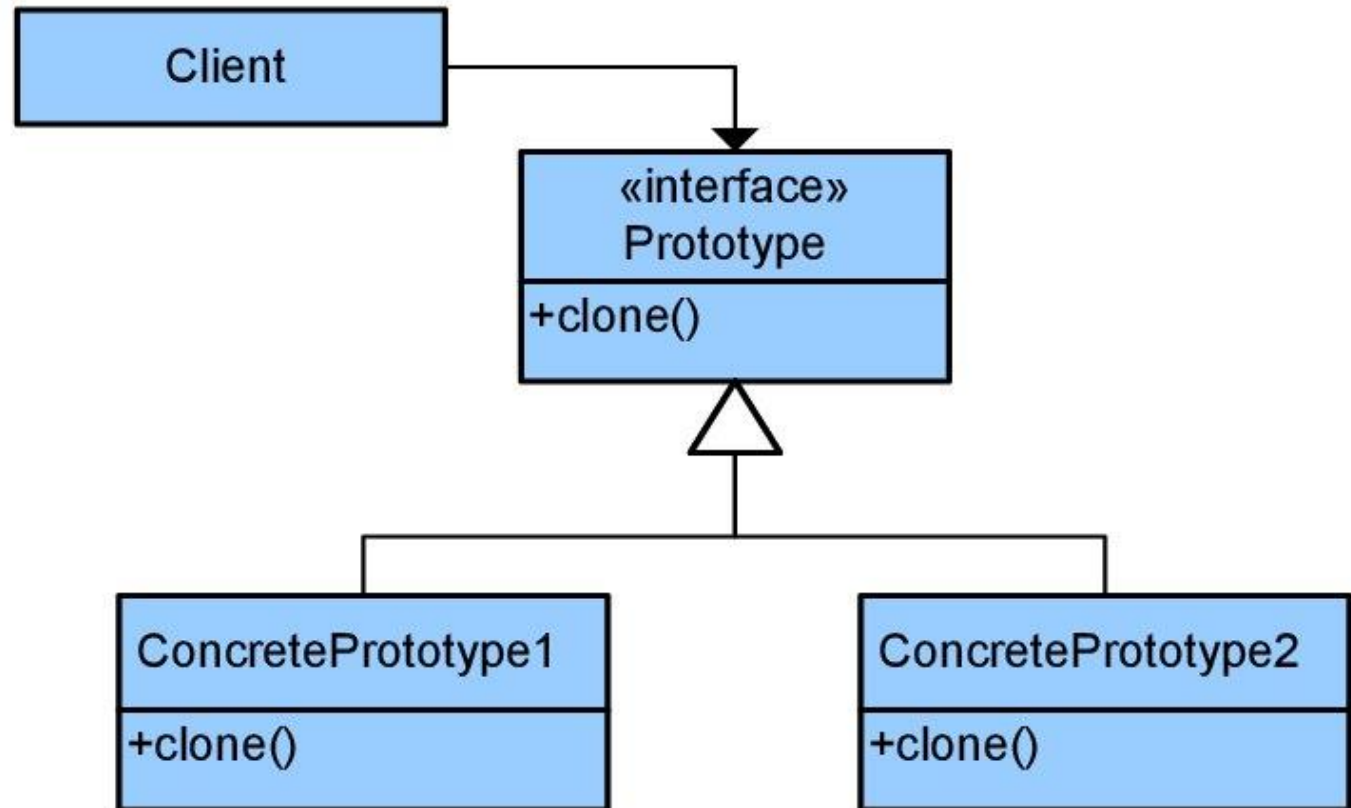 Client
«interface»
Prototype
+clone()
ConcretePrototype1
+clone()
ConcretePrototype2
+clone()